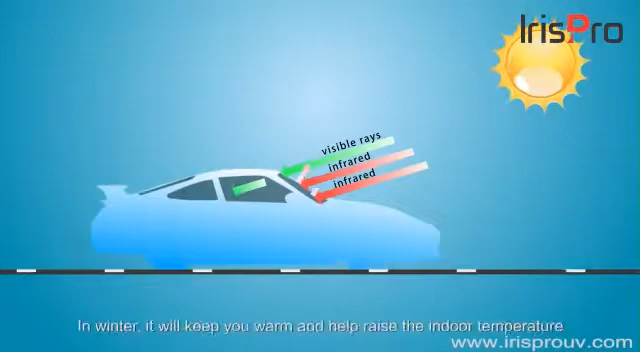 IrisPro
visible rays
infrared
infrared
In winter, it will keep you warm and help raise the indoor temperature
www.irisprouv.com